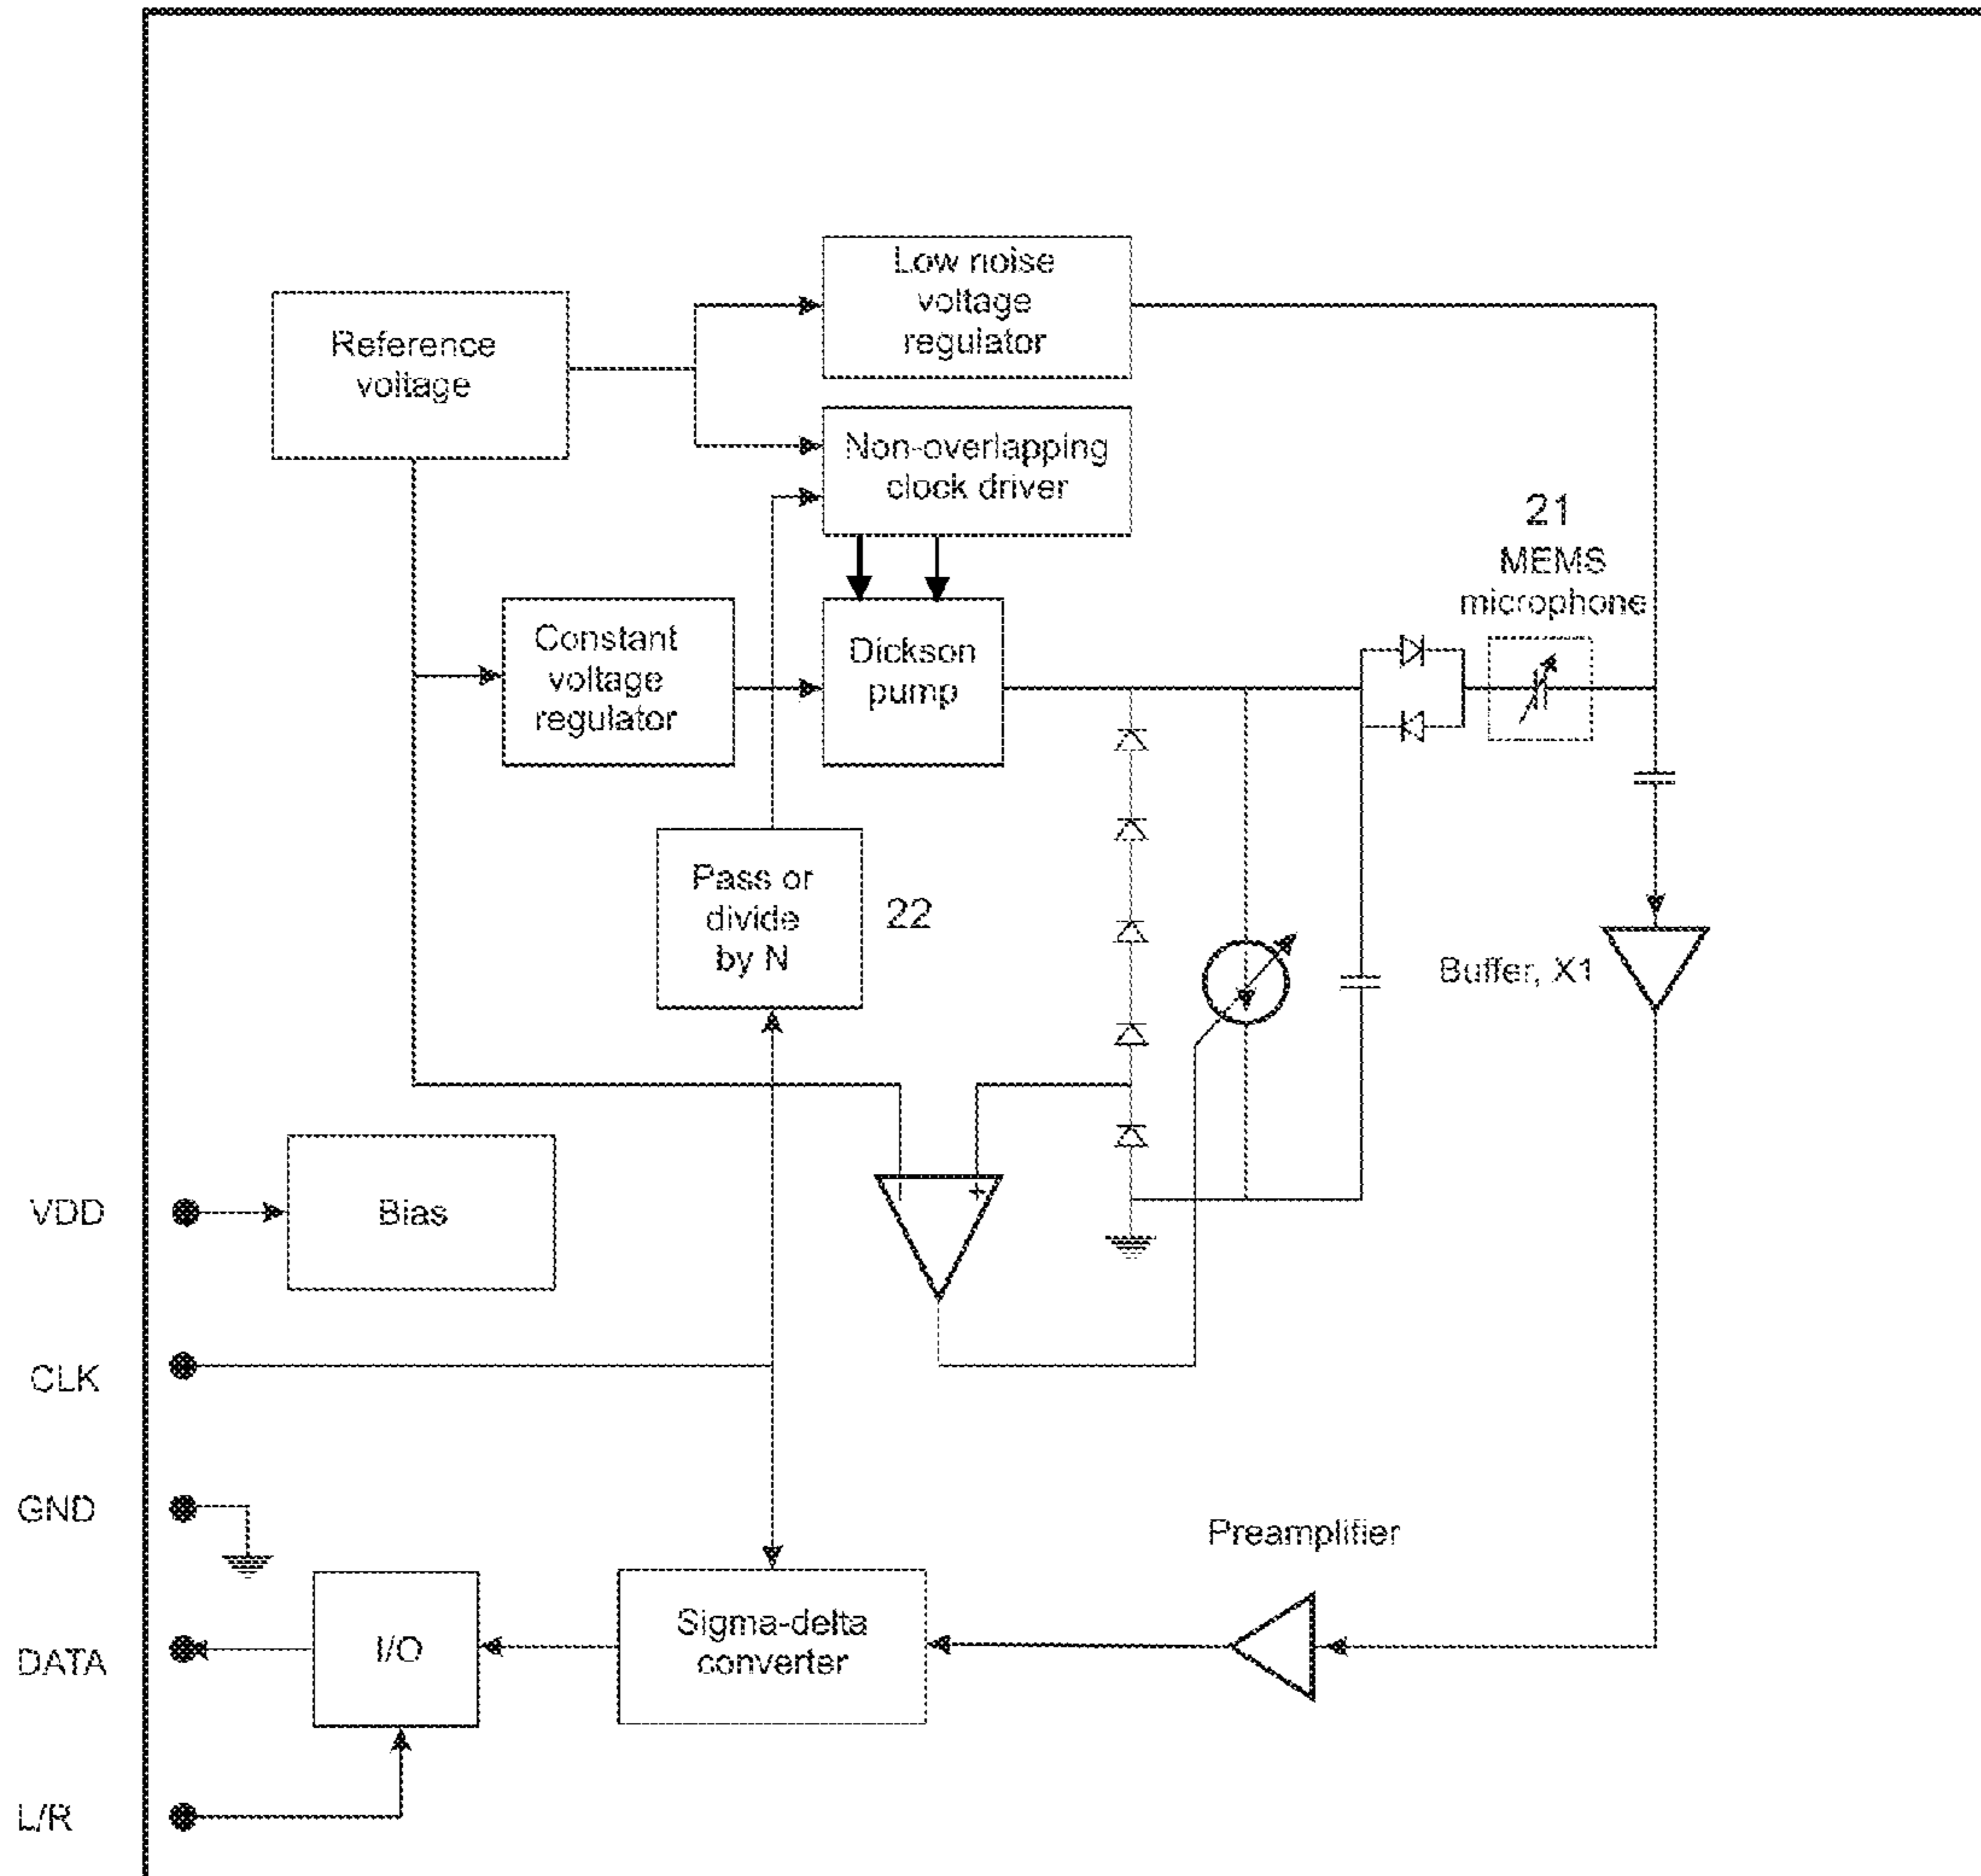 Low noise
voltage
regulator
Reference
voltage
Non-overlapping
clock driver
21
MEMS
microphone
Constant
voltage
regulator
Dickson
pump
Pass or
divide
by N
22
Buffer, X1
+
VDD
Bias
CLK
GND
Preamplifier
DATA
I/O
Sigma-delta
converter
L/R